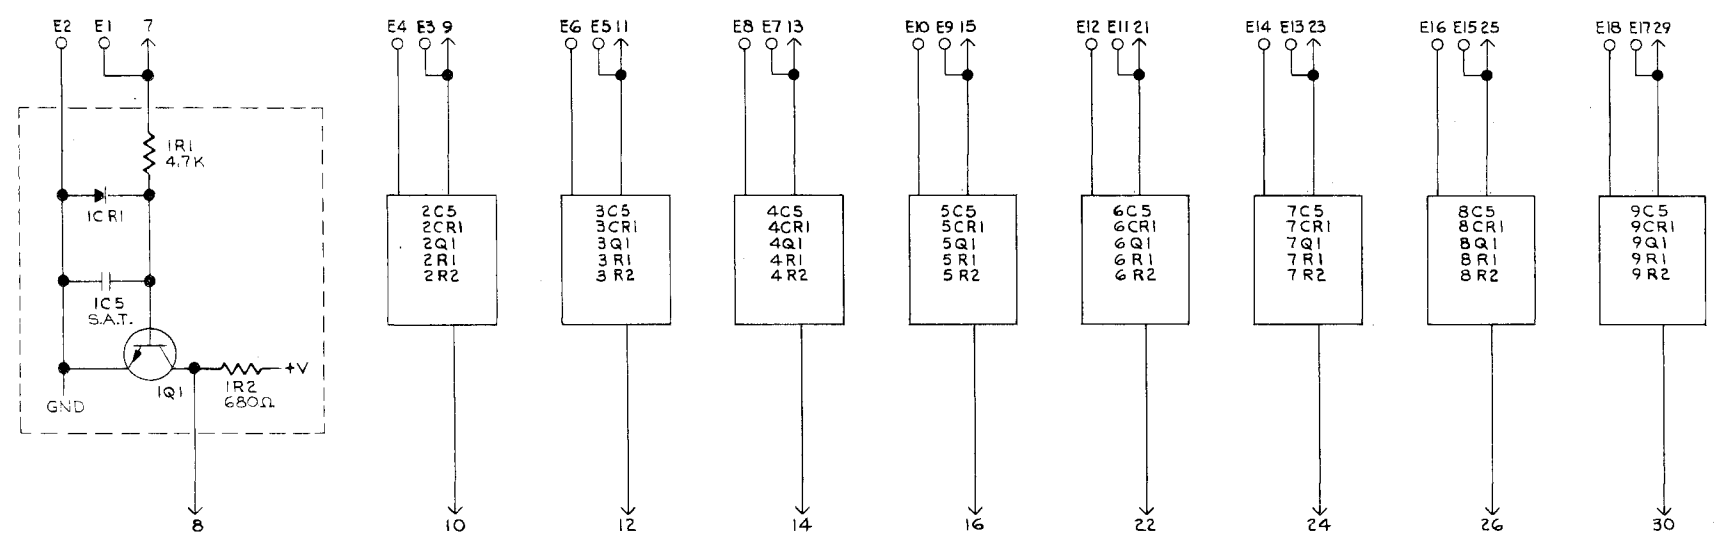 E2 E1 7
E4 E3 9
E6 E5 11
E8 E7 13
E10 E9 15
E12 E11 21
E14 E13 23
E16 E15 25
E18 E17 29
1R1
4.7K
1CR1
1C5
S.A.T.
1Q1
1R2
680Ω
+V
GND
8
2C5
2CR1
2Q1
2R1
2R2
10
3C5
3CR1
3Q1
3R1
3R2
12
4C5
4CR1
4Q1
4R1
4R2
14
5C5
5CR1
5Q1
5R1
5R2
16
6C5
6CR1
6Q1
6R1
6R2
22
7C5
7CR1
7Q1
7R1
7R2
24
8C5
8CR1
8Q1
8R1
8R2
26
9C5
9CR1
9Q1
9R1
9R2
30